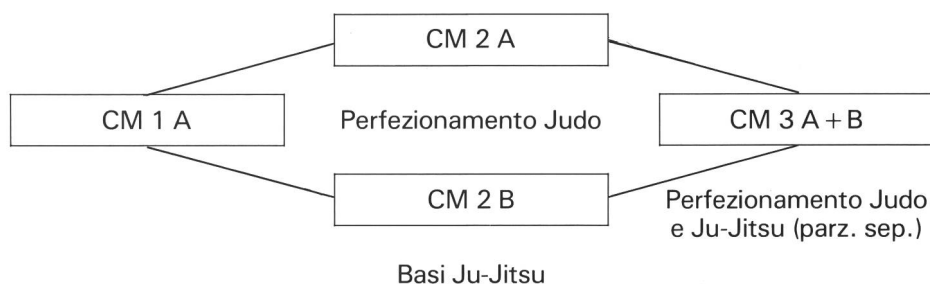 CM 2 A
CM 1 A
Perfezionamento Judo
CM 3 A + B
CM 2 B
Perfezionamento Judo
e Ju-Jitsu (parz. sep.)
Basi Ju-Jitsu